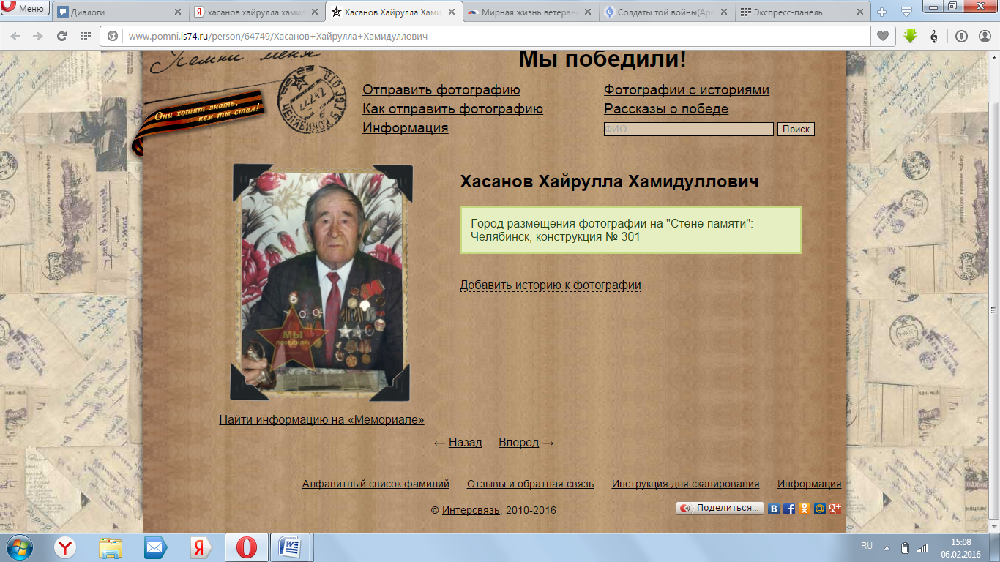 Меню
Диалоги
хасанов хайрулла хамид
Хасанов Хайрулла Хами
Мирная жизнь ветеран
Солдаты той войны(Арг
Экспресс-панель
www.pomni.is74.ru/person/64749/Хасанов+Хайрулла+Хамидуллович
Помни меня
Мы победили!
Они хотят знать,
кем ты стал!
Отправить фотографию
Фотографии с историями
Как отправить фотографию
Рассказы о победе
Информация
ФИО
Поиск
Хасанов Хайрулла Хамидуллович
Город размещения фотографии на "Стене памяти":
Челябинск, конструкция № 301
Добавить историю к фотографии
МЫ
ПОБЕДИЛИ!
Найти информацию на «Мемориале»
← Назад Вперед →
Алфавитный список фамилий Отзывы и обратная связь Инструкция для сканирования Информация
© Интерсвязь, 2010-2016
Поделиться...
RU
15:08
06.02.2016